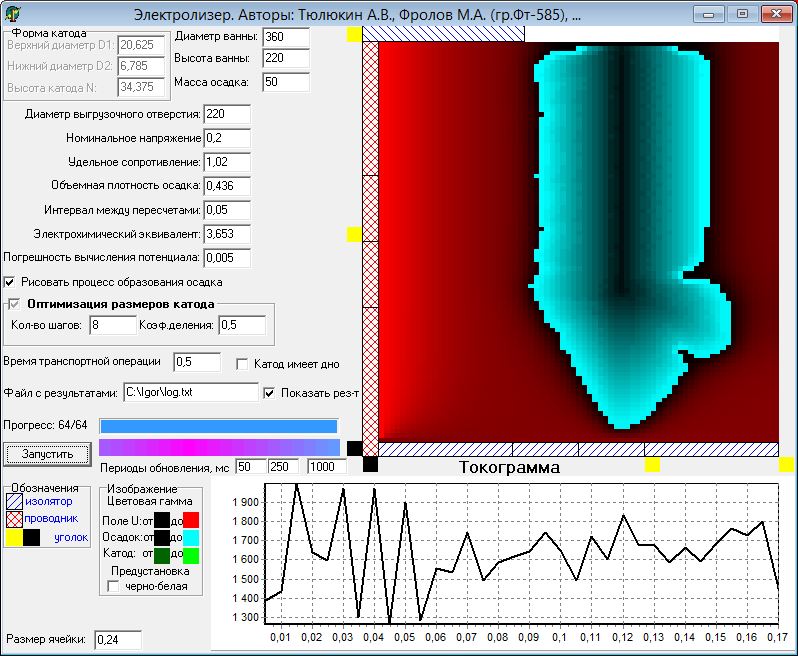 Электролизер. Авторы: Тюлюкин А.В., Фролов М.А. (гр.Фт-585), ...
Форма катода
Верхний диаметр D1: 20,625
Нижний диаметр D2: 6,785
Высота катода N: 34,375
Диаметр ванны: 360
Высота ванны: 220
Масса осадка: 50
Диаметр выгрузочного отверстия: 220
Номинальное напряжение 0,2
Удельное сопротивление: 1,02
Объемная плотность осадка: 0,436
Интервал между пересчетами: 0,05
Электрохимический эквивалент: 3,653
Погрешность вычисления потенциала: 0,005
Рисовать процесс образования осадка
Оптимизация размеров катода
Кол-во шагов: 8 Коэф.деления: 0,5
Время транспортной операции 0,5 Катод имеет дно
Файл с результатами: C:\Igor\log.txt Показать рез-т
Прогресс: 64/64
Запустить
Периоды обновления, мс 50 250 1000
Обозначения
изолятор
проводник
уголок
Изображение
Цветовая гамма
Поле U: от до
Осадок: от до
Катод: от до
Предустановка
черно-белая
Размер ячейки: 0,24
Токограмма
1 900
1 800
1 700
1 600
1 500
1 400
1 300
0,01 0,02 0,03 0,04 0,05 0,06 0,07 0,08 0,09 0,1 0,11 0,12 0,13 0,14 0,15 0,16 0,17